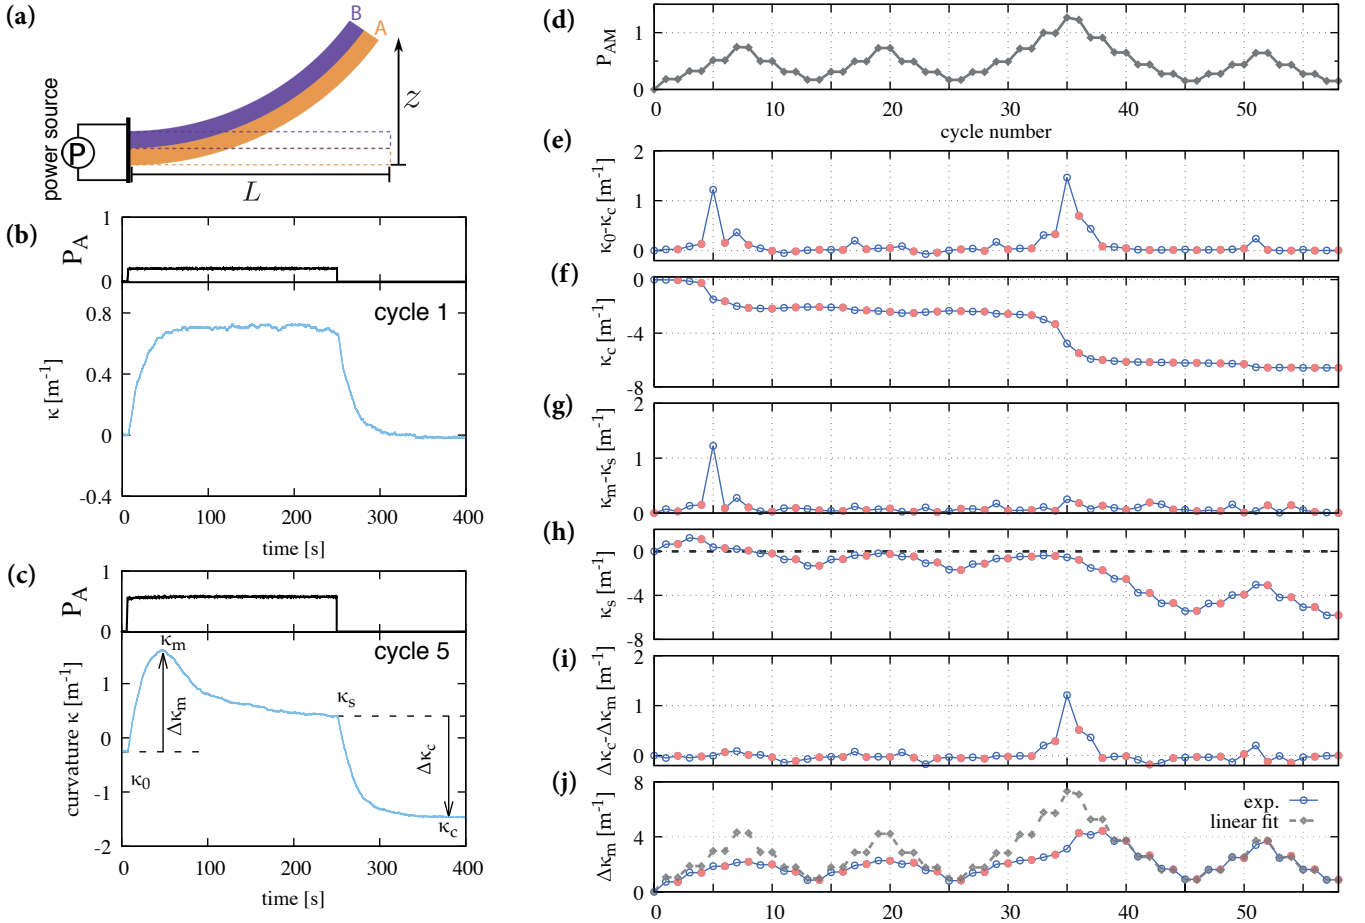 (a)
B
A
power source
P
z
L
(b)
1
P_A
0
cycle 1
0.8
0.4
0
-0.4
κ [m⁻¹]
0 100 200 300 400
time [s]
(c)
1
P_A
0
cycle 5
κ_m
Δκ_m
κ_s
Δκ_c
κ_0
κ_c
1
0
-1
-2
curvature κ [m⁻¹]
0 100 200 300 400
time [s]
(d)
P_AM
1
0
0 10 20 30 40 50
cycle number
(e)
κ_0-κ_c [m⁻¹]
2
1
0
(f)
κ_c [m⁻¹]
0
-4
-8
(g)
κ_m-κ_s [m⁻¹]
2
1
0
(h)
κ_s [m⁻¹]
0
-4
-8
(i)
Δκ_c-Δκ_m [m⁻¹]
2
1
0
(j)
Δκ_m [m⁻¹]
8
4
0
exp.
linear fit
0 10 20 30 40 50
cycle number